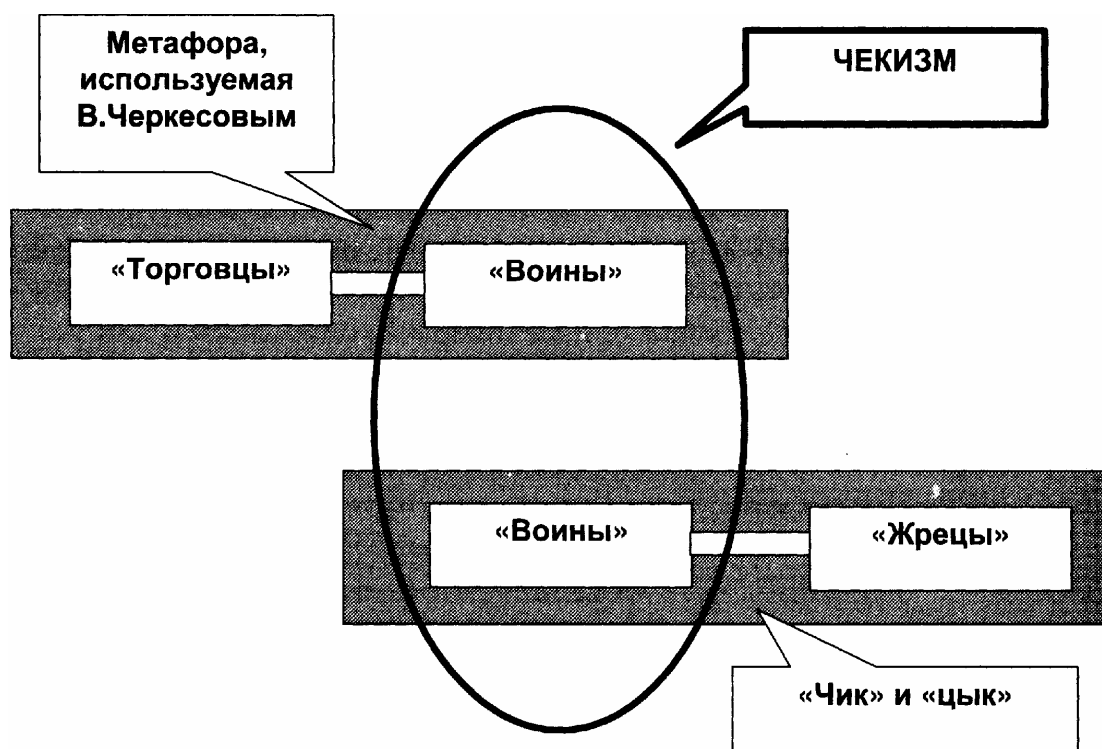 Метафора,
используемая
В.Черкесовым
ЧЕКИЗМ
«Торговцы»
«Воины»
«Воины»
«Жрецы»
«Чик» и «цык»